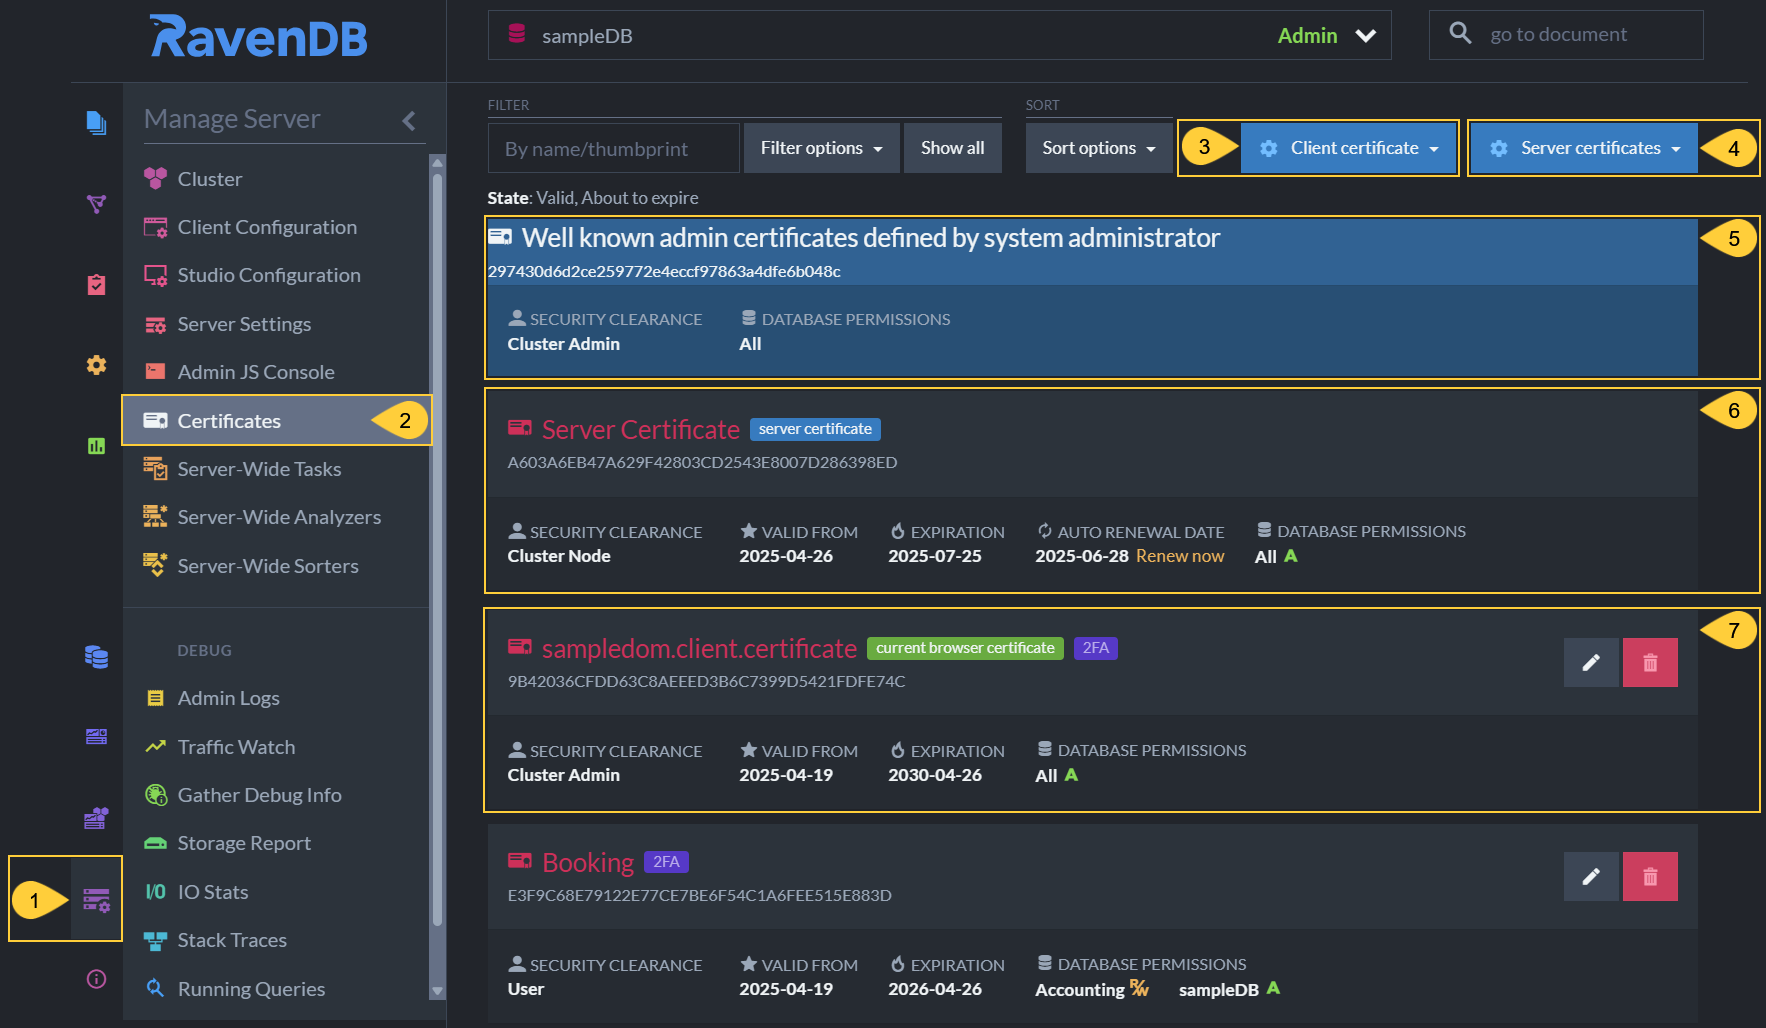 RavenDB
sampleDB
Admin
go to document
Manage Server
Cluster
Client Configuration
Studio Configuration
Server Settings
Admin JS Console
Certificates
2
Server-Wide Tasks
Server-Wide Analyzers
Server-Wide Sorters
DEBUG
Admin Logs
Traffic Watch
Gather Debug Info
Storage Report
I/O IO Stats
Stack Traces
Running Queries
1
FILTER
SORT
By name/thumbprint
Filter options
Show all
Sort options
3
Client certificate
Server certificates
4
State: Valid, About to expire
Well known admin certificates defined by system administrator
5
297430d6d2ce259772e4eccf97863a4dfe6b048c
SECURITY CLEARANCE
Cluster Admin
DATABASE PERMISSIONS
All
6
Server Certificate
server certificate
A603A6EB47A629F42803CD2543E8007D286398ED
SECURITY CLEARANCE
Cluster Node
VALID FROM
2025-04-26
EXPIRATION
2025-07-25
AUTO RENEWAL DATE
2025-06-28 Renew now
DATABASE PERMISSIONS
All A
7
sampledom.client.certificate
current browser certificate
2FA
9B42036CFDD63C8AEEED3B6C7399D5421FDFE74C
SECURITY CLEARANCE
Cluster Admin
VALID FROM
2025-04-19
EXPIRATION
2030-04-26
DATABASE PERMISSIONS
All A
Booking
2FA
E3F9C68E79122E77CE7BE6F54C1A6FEE515E883D
SECURITY CLEARANCE
User
VALID FROM
2025-04-19
EXPIRATION
2026-04-26
DATABASE PERMISSIONS
Accounting R/W
sampleDB A